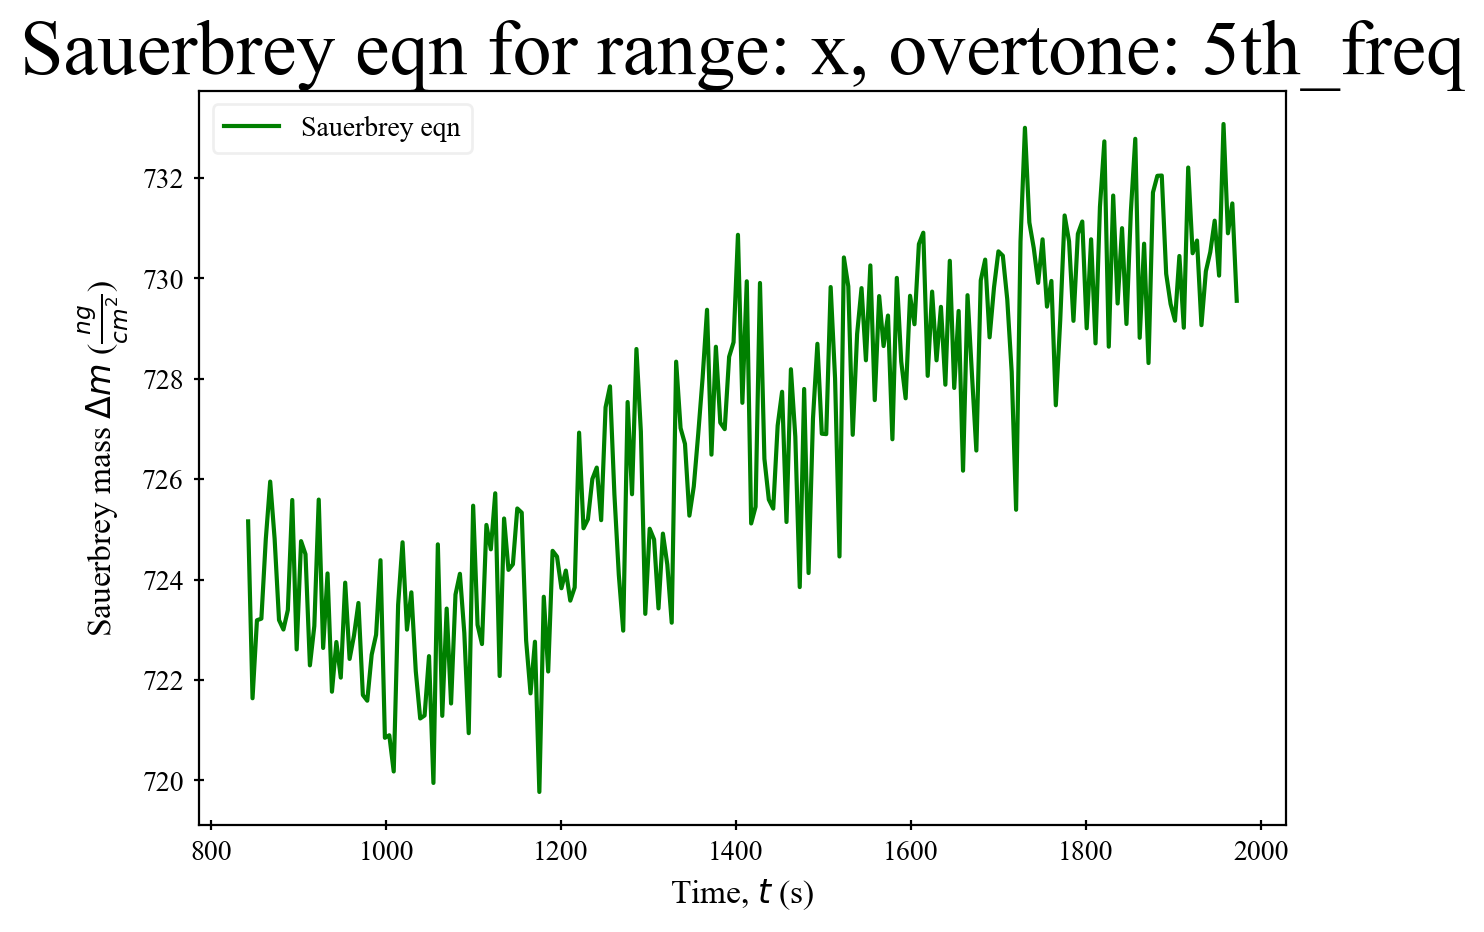 Sauerbrey eqn for range: x, overtone: 5th_freq
Sauerbrey eqn
732
730
728
726
724
722
720
Sauerbrey mass Δm (ng/cm²)
800 1000 1200 1400 1600 1800 2000
Time, t (s)